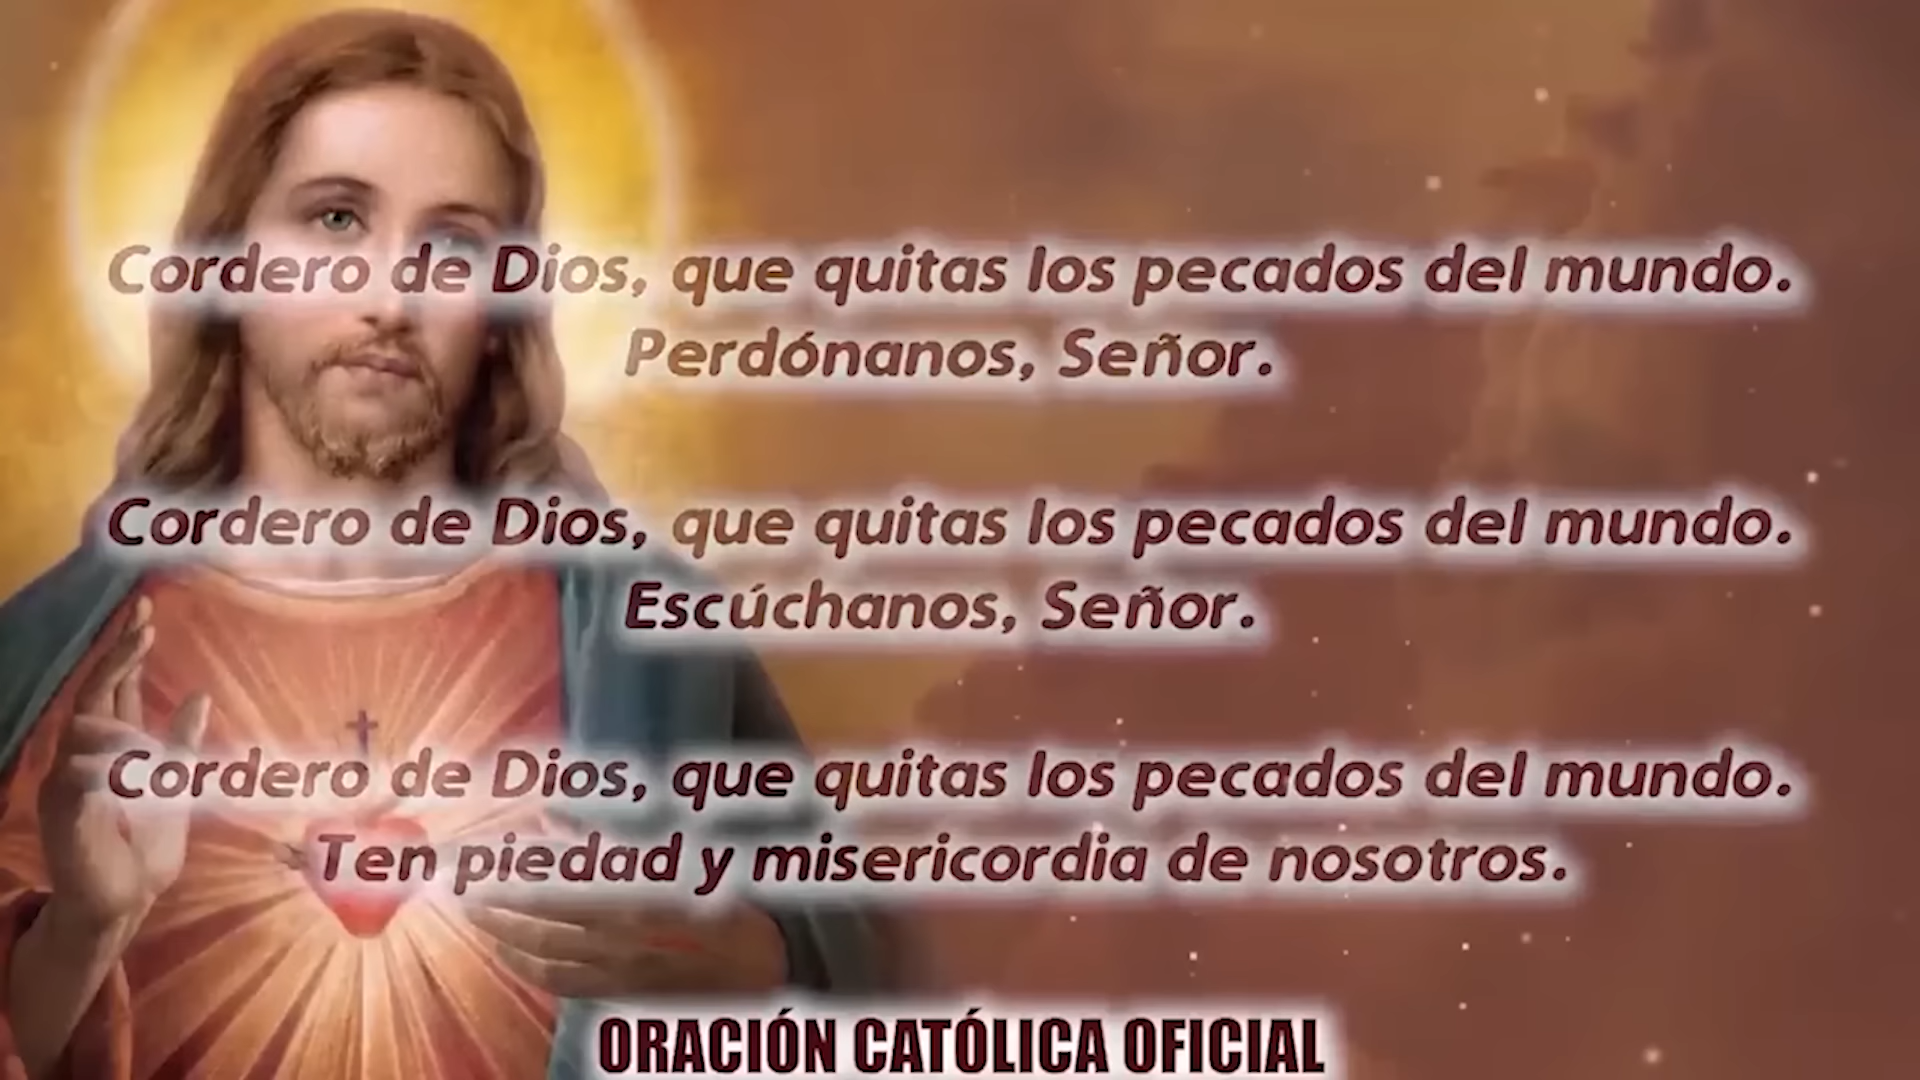 Cordero de Dios, que quitas los pecados del mundo.
Perdónanos, Señor.
Cordero de Dios, que quitas los pecados del mundo.
Escúchanos, Señor.
Cordero de Dios, que quitas los pecados del mundo.
Ten piedad y misericordia de nosotros.
ORACIÓN CATÓLICA OFICIAL